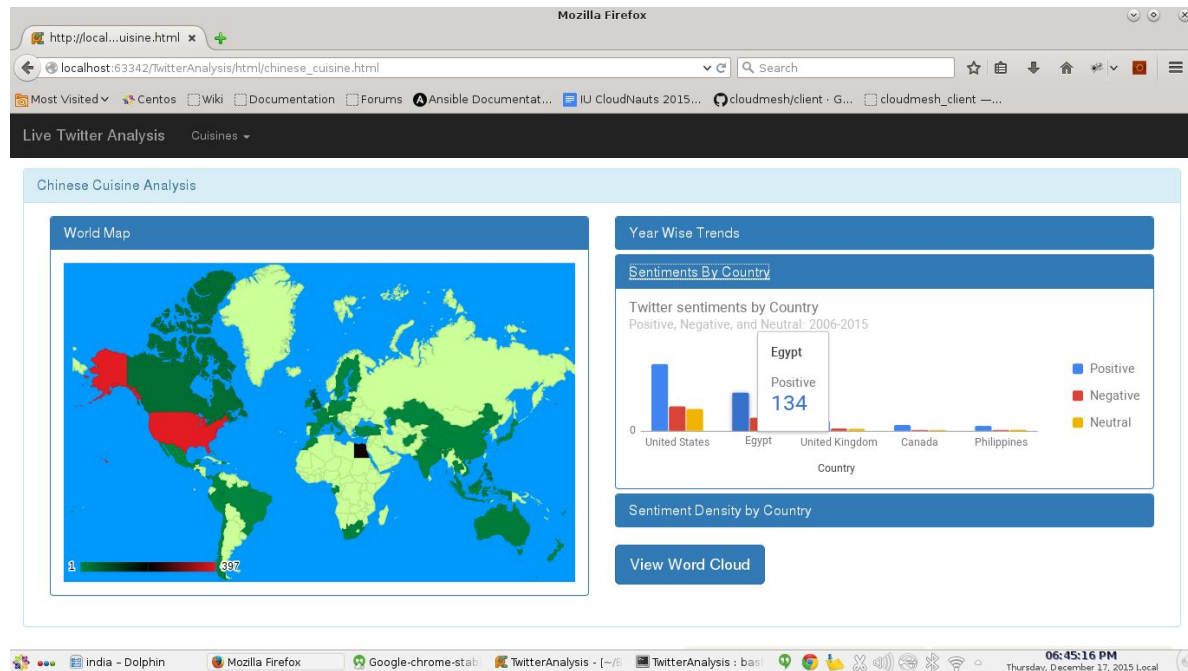 Mozilla Firefox
http://local...uisine.html
localhost:63342/TwitterAnalysis/html/chinese_cuisine.html
Search
Most Visited Centos Wiki Documentation Forums Ansible Documentat... IU CloudNauts 2015... cloudmesh/client · G... cloudmesh_client —...
Live Twitter Analysis Cuisines
Chinese Cuisine Analysis
World Map
1 397
Year Wise Trends
Sentiments By Country
Twitter sentiments by Country
Positive, Negative, and Neutral: 2006-2015
Egypt
Positive
134
Positive
Negative
Neutral
0
United States Egypt United Kingdom Canada Philippines
Country
Sentiment Density by Country
View Word Cloud
india - Dolphin Mozilla Firefox Google-chrome-stab TwitterAnalysis - [~/ TwitterAnalysis : bas
06:45:16 PM
Thursday, December 17, 2015 Local